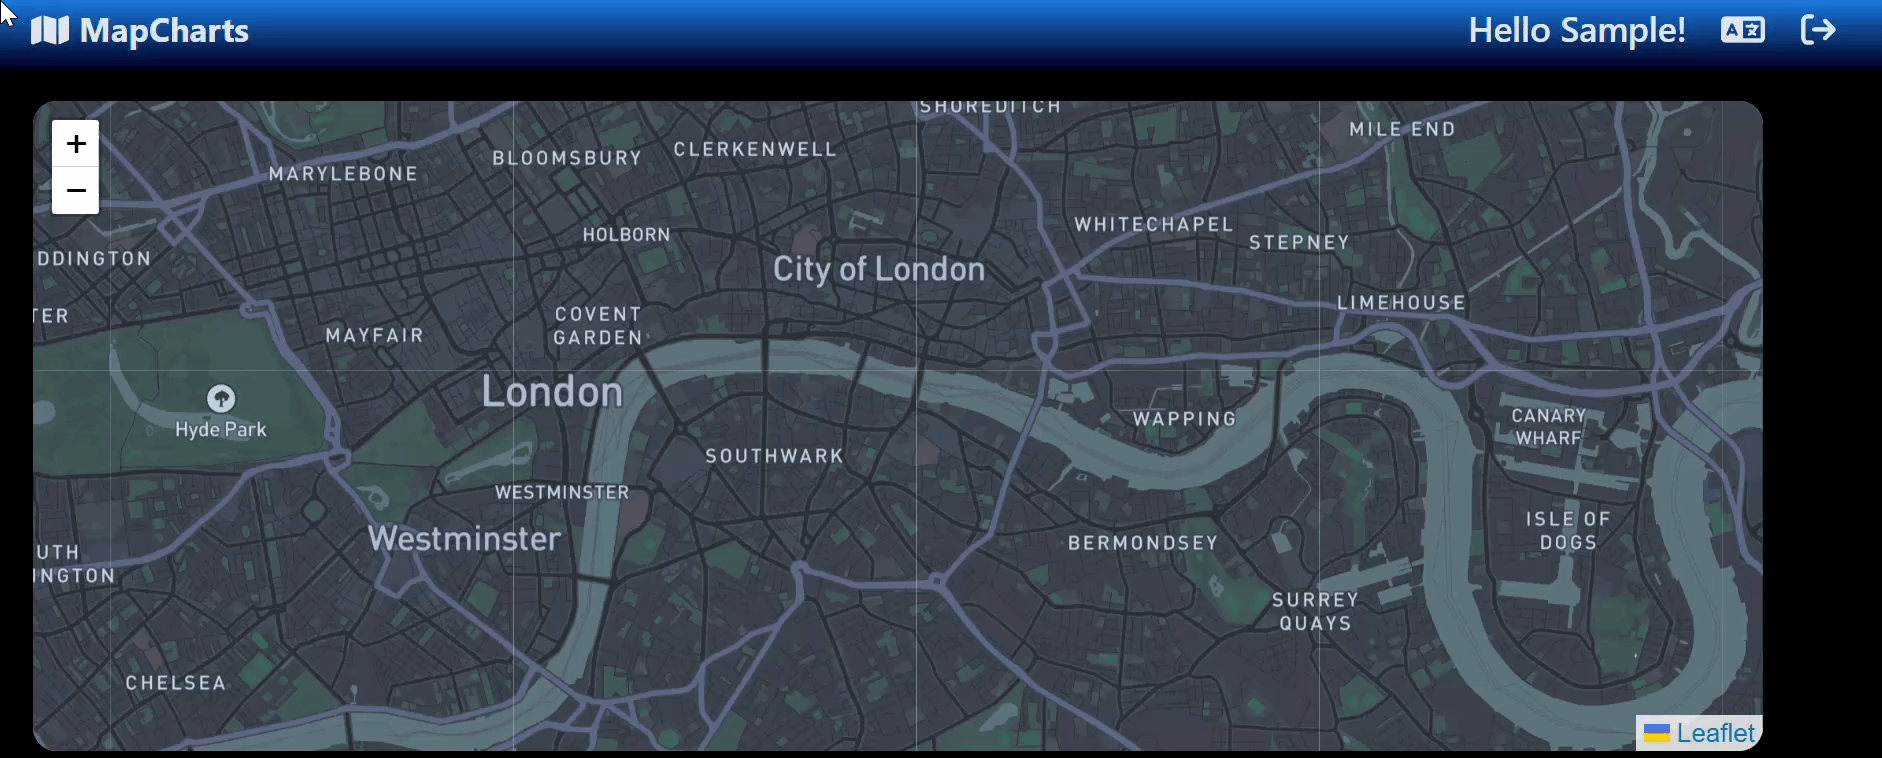 MapCharts
Hello Sample!
A
+
−
SHOREDITCH
MILE END
CLERKENWELL
BLOOMSBURY
MARYLEBONE
WHITECHAPEL
HOLBORN
STEPNEY
DDINGTON
City of London
LIMEHOUSE
TER
COVENT
GARDEN
MAYFAIR
London
Hyde Park
WAPPING
CANARY
WHARF
SOUTHWARK
WESTMINSTER
ISLE OF
DOGS
Westminster
BERMONDSEY
UTH
INGTON
SURREY
QUAYS
CHELSEA
Leaflet